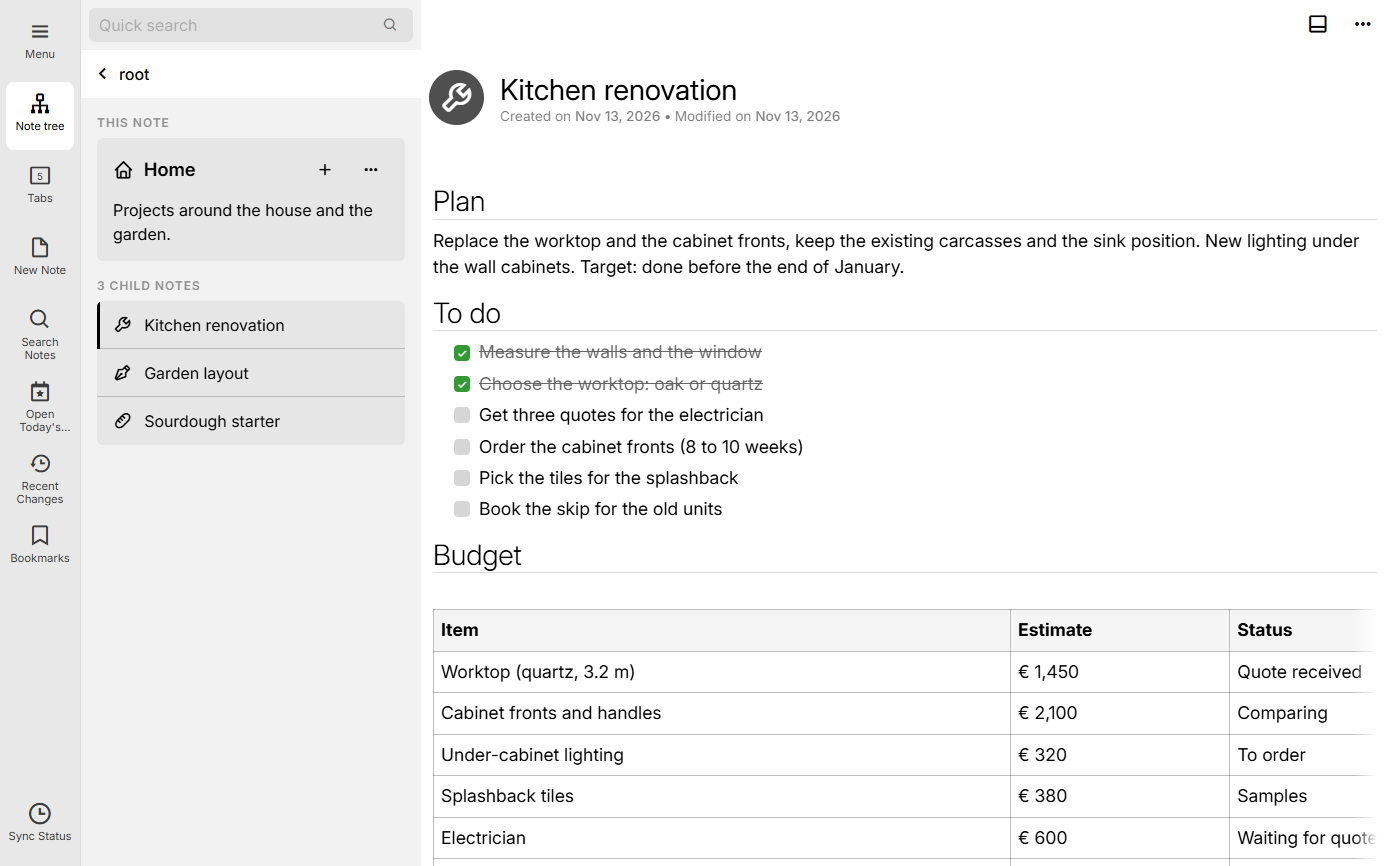 Menu
Note tree
5
Tabs
New Note
Search
Notes
Open
Today's...
Recent
Changes
Bookmarks
Sync Status
Quick search
root
THIS NOTE
Home
Projects around the house and the
garden.
3 CHILD NOTES
Kitchen renovation
Garden layout
Sourdough starter
Kitchen renovation
Created on Nov 13, 2026 • Modified on Nov 13, 2026
Plan
Replace the worktop and the cabinet fronts, keep the existing carcasses and the sink position. New lighting under
the wall cabinets. Target: done before the end of January.
To do
Measure the walls and the window
Choose the worktop: oak or quartz
Get three quotes for the electrician
Order the cabinet fronts (8 to 10 weeks)
Pick the tiles for the splashback
Book the skip for the old units
Budget
Item Estimate Status
Worktop (quartz, 3.2 m) € 1,450 Quote received
Cabinet fronts and handles € 2,100 Comparing
Under-cabinet lighting € 320 To order
Splashback tiles € 380 Samples
Electrician € 600 Waiting for quote